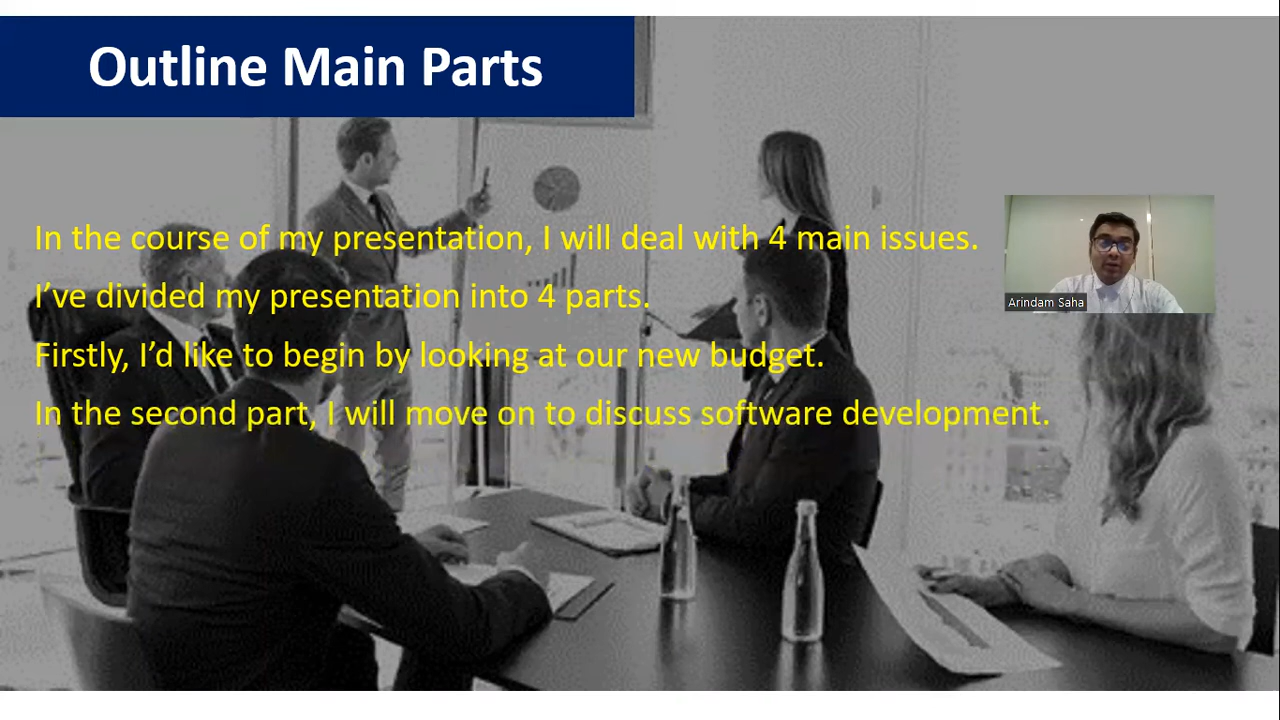 Outline Main Parts
In the course of my presentation, I will deal with 4 main issues.
Arindam Saha
I’ve divided my presentation into 4 parts.
Firstly, I’d like to begin by looking at our new budget.
In the second part, I will move on to discuss software development.